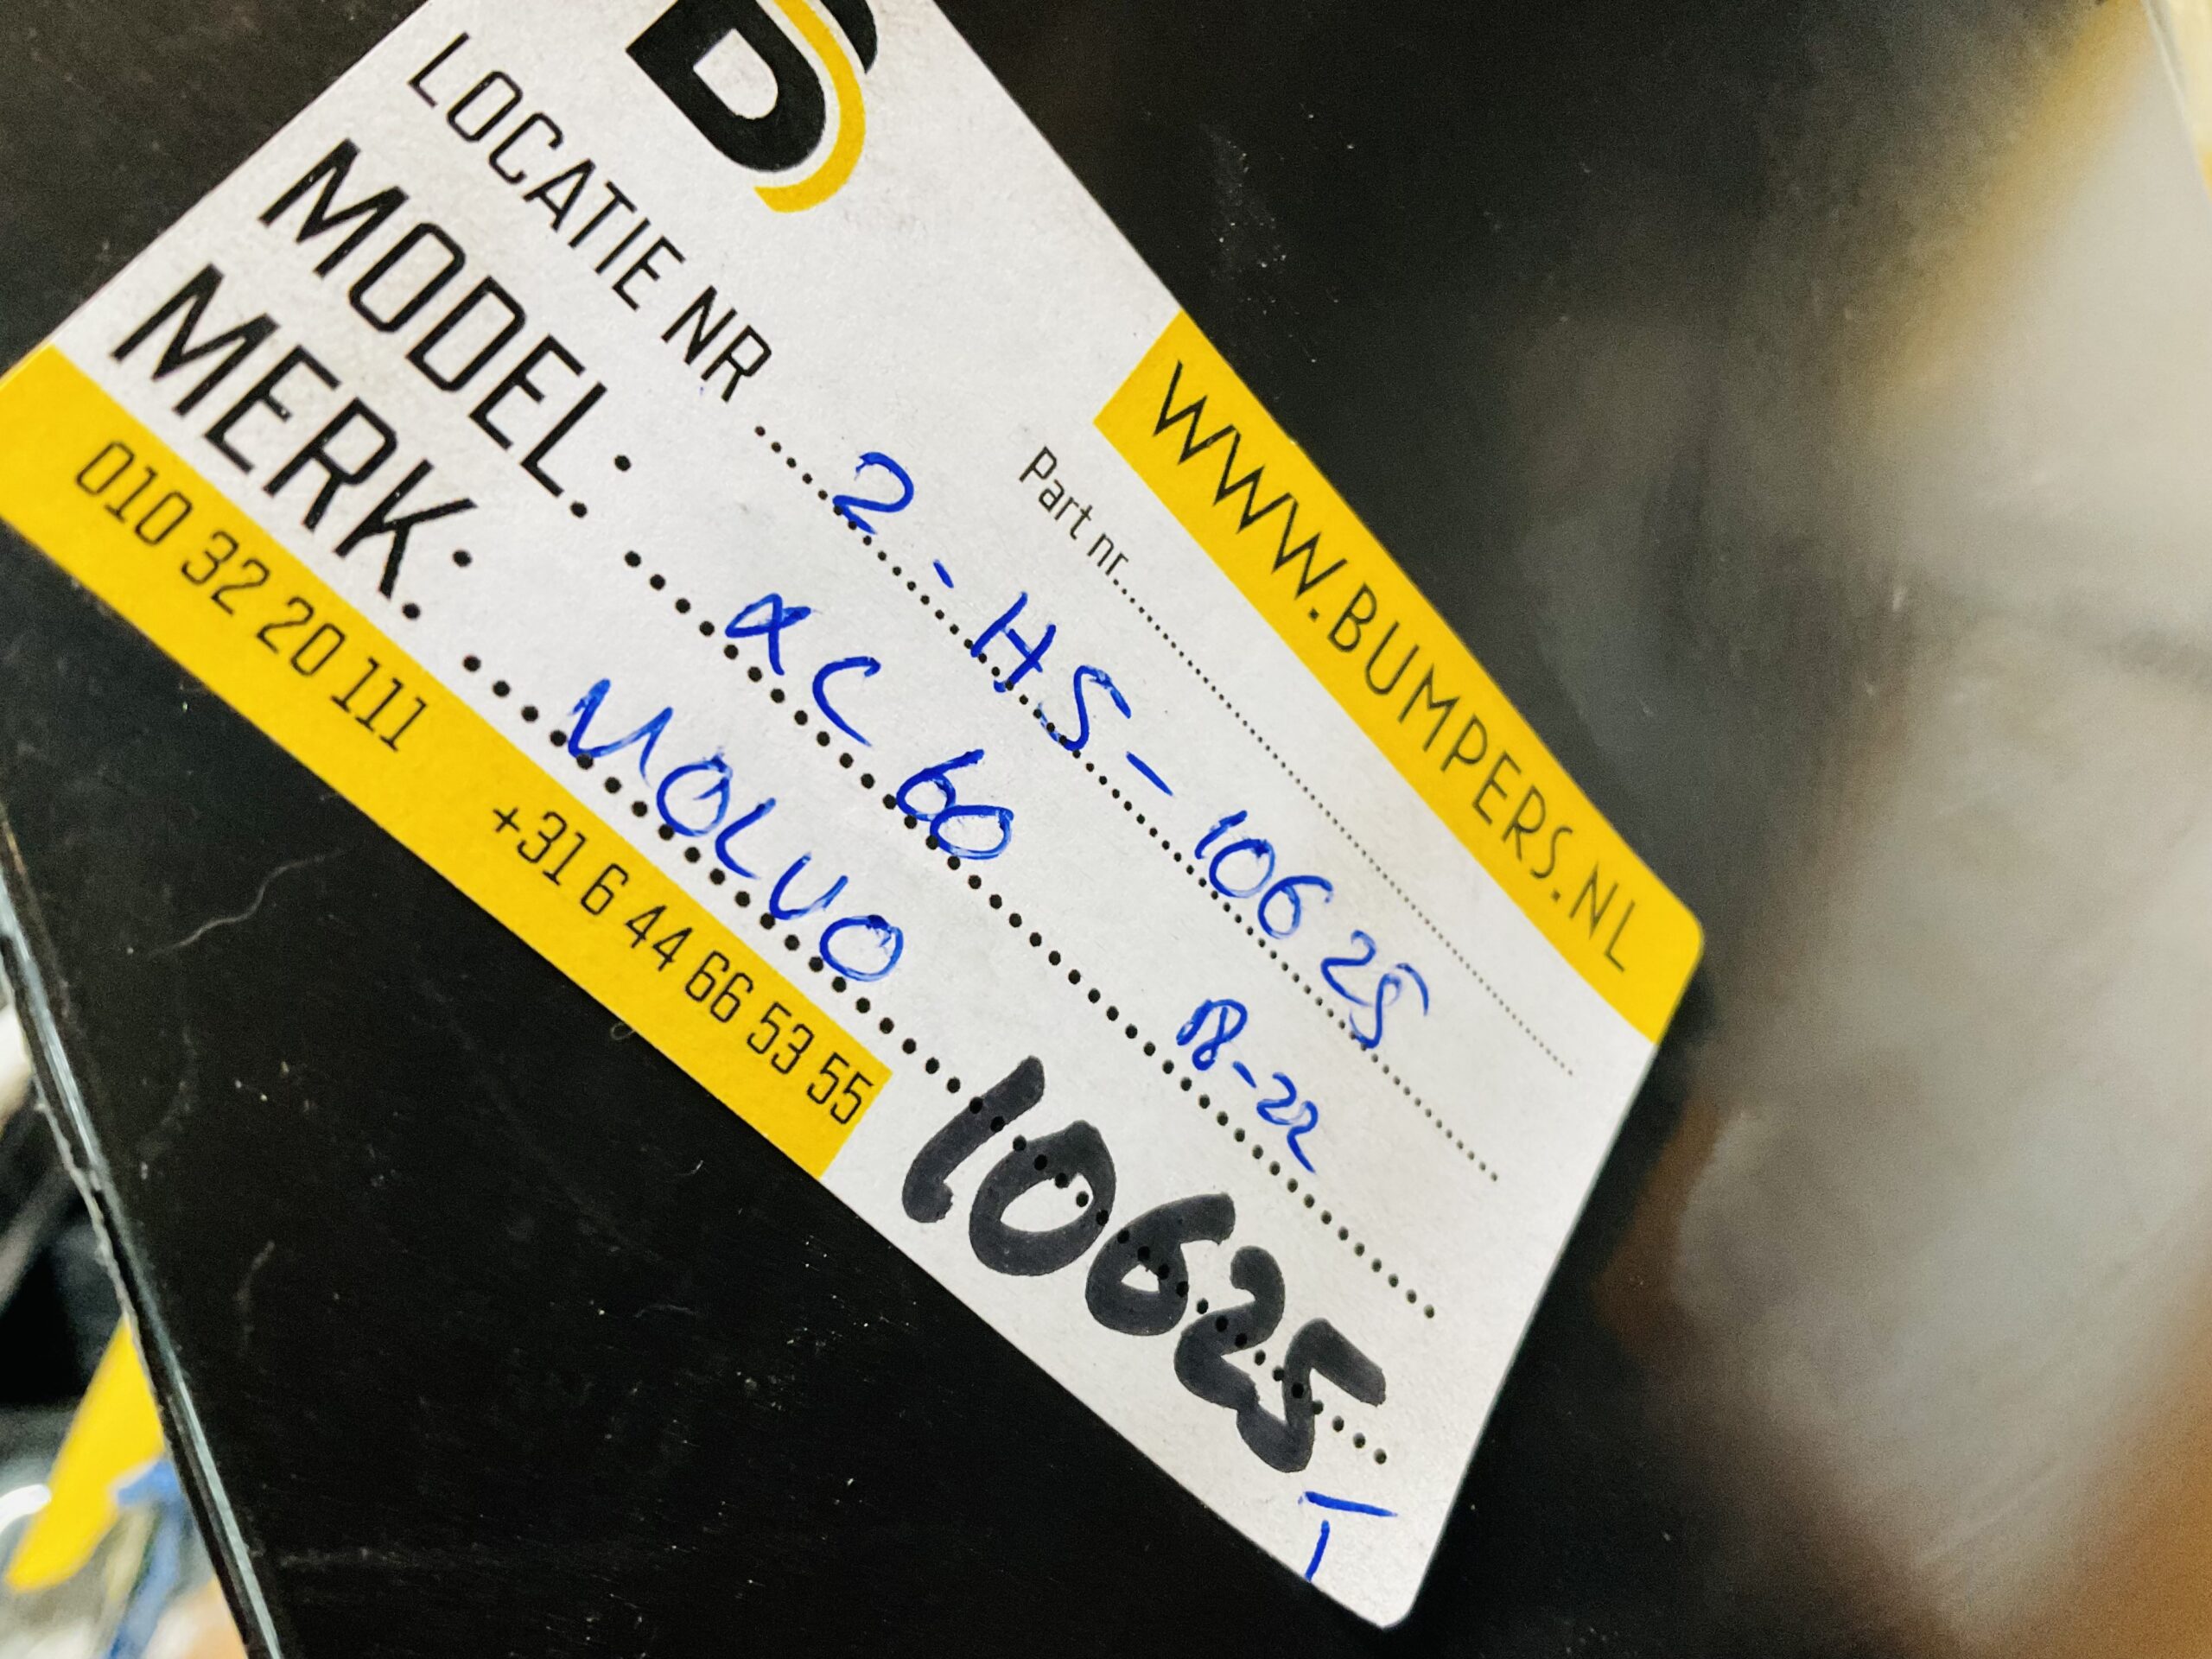 B
WWW.BUMPERS.NL
Part nr.
LOCATIE NR 2-HS-10625
MODEL: XC 60 18-22
MERK: VOLVO 10625 T
010 32 20 111 +31 6 44 66 53 55